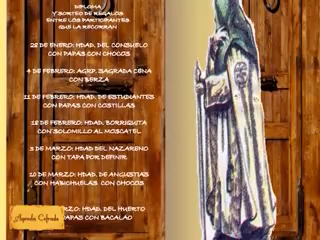 DIPLOMA
Y SORTEO DE REGALOS
ENTRE LOS PARTICIPANTES
QUE LA RECORRAN
28 DE ENERO: HDAD. DEL CONSUELO
CON PAPAS CON CHOCOS
4 DE FEBRERO: AGRP. SAGRADA CENA
CON BERZA
11 DE FEBRERO: HDAD. DE ESTUDIANTES
CON PAPAS CON COSTILLAS
18 DE FEBRERO: HDAD. BORRIQUITA
CON SOLOMILLO AL MOSCATEL
3 DE MARZO: HDAD DEL NAZARENO
CON TAPA POR DEFINIR
10 DE MARZO: HDAD. DE ANGUSTIAS
CON HABICHUELAS CON CHOCOS
MARZO: HDAD. DEL HUERTO
PAPAS CON BACALAO
Agenda Cofrade